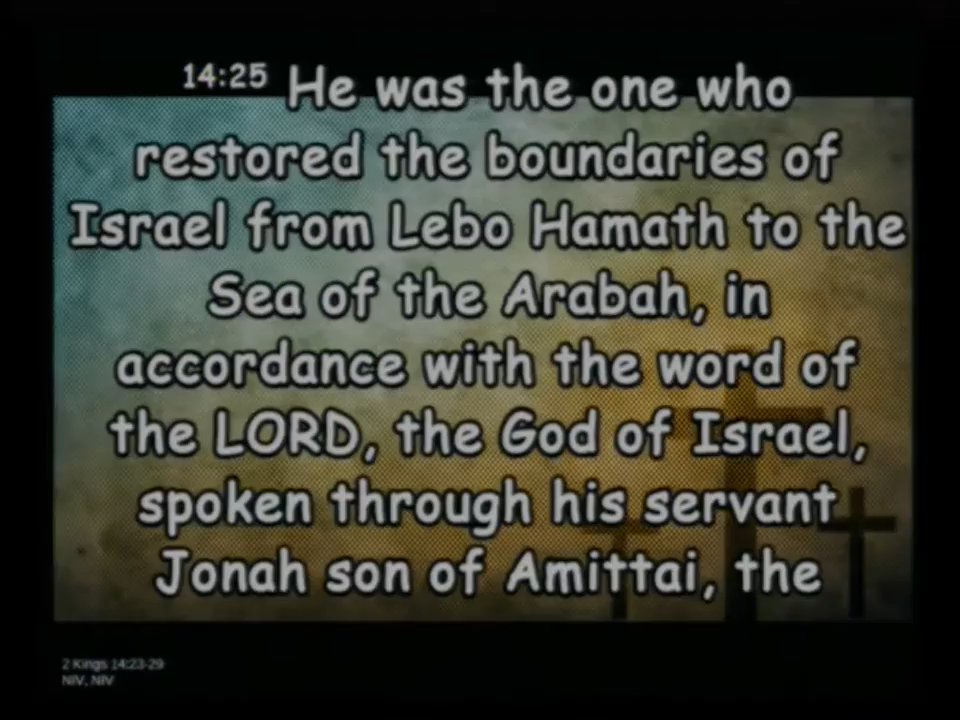 14:25 He was the one who
restored the boundaries of
Israel from Lebo Hamath to the
Sea of the Arabah, in
accordance with the word of
the LORD, the God of Israel,
spoken through his servant
Jonah son of Amittai, the
2 Kings 14:23-29
NIV, NIV